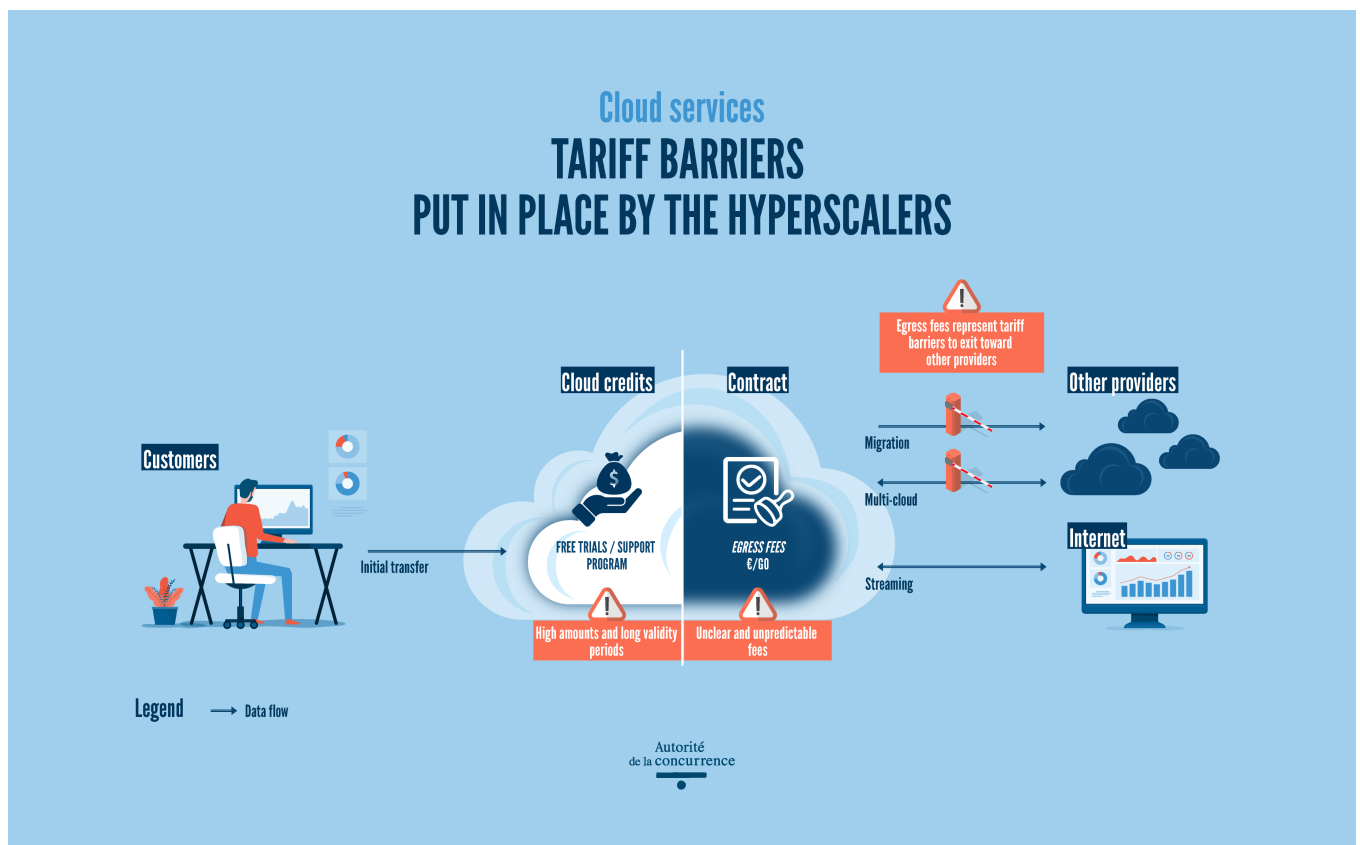 Cloud services
TARIFF BARRIERS
PUT IN PLACE BY THE HYPERSCALERS
Egress fees represent tariff
barriers to exit toward
other providers
Cloud credits
Contract
Other providers
Customers
Migration
Multi-cloud
Internet
FREE TRIALS / SUPPORT
PROGRAM
EGRESS FEES
€/GO
Initial transfer
Streaming
High amounts and long validity
periods
Unclear and unpredictable
fees
Legend
Data flow
Autorité
de la concurrence